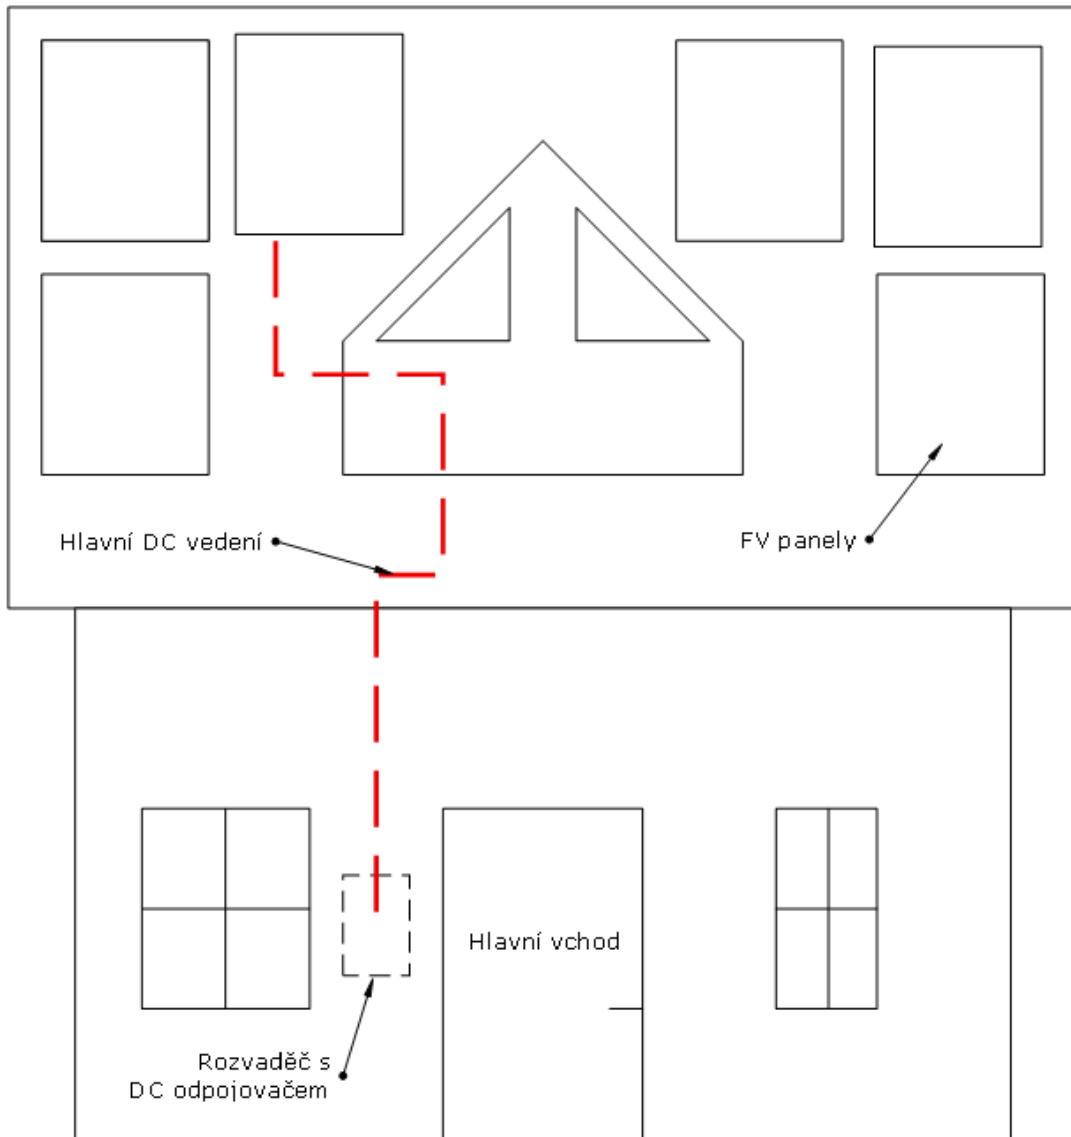 Hlavní DC vedení
FV panely
Hlavní vchod
Rozvaděč s
DC odpojovačem